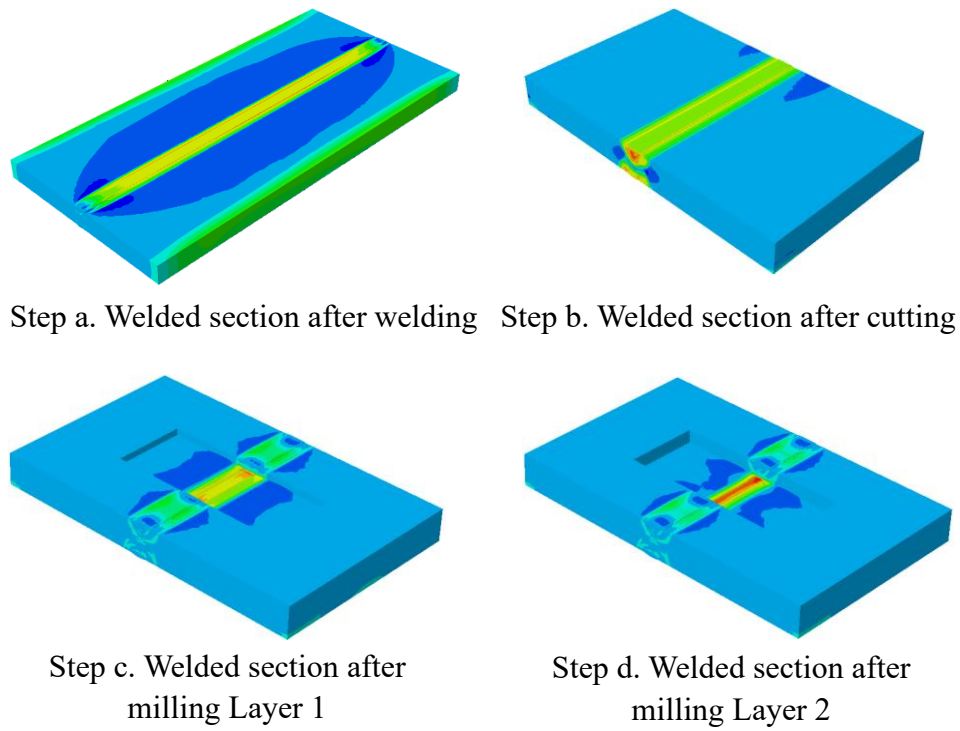 Step a. Welded section after welding
Step b. Welded section after cutting
Step c. Welded section after
milling Layer 1
Step d. Welded section after
milling Layer 2